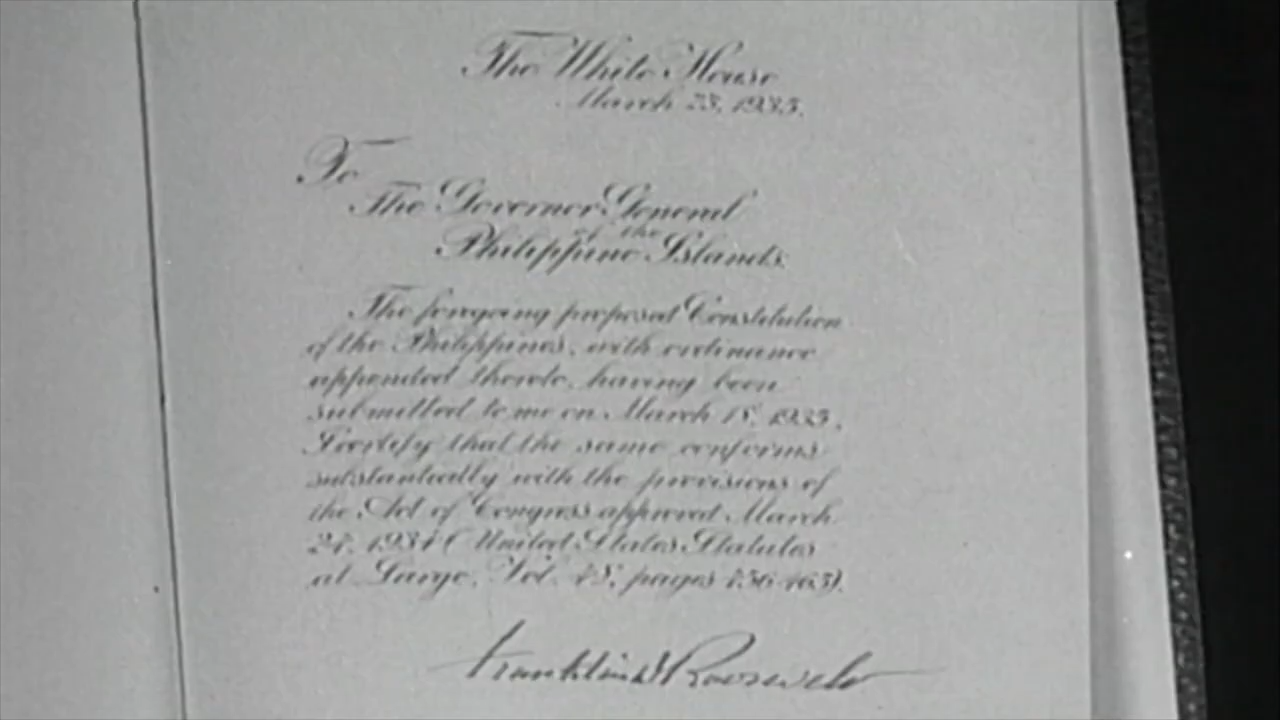 The White House
March 23, 1935.
To
The Governor General
of the
Philippine Islands.
The foregoing proposed Constitution
of the Philippines, with ordinance
appended thereto, having been
submitted to me on March 18, 1935,
I certify that the same conforms
substantially with the provisions of
the Act of Congress approved March
24, 1934 (United States Statutes
at Large, Vol. 48, pages 456-465).
Franklin D Roosevelt